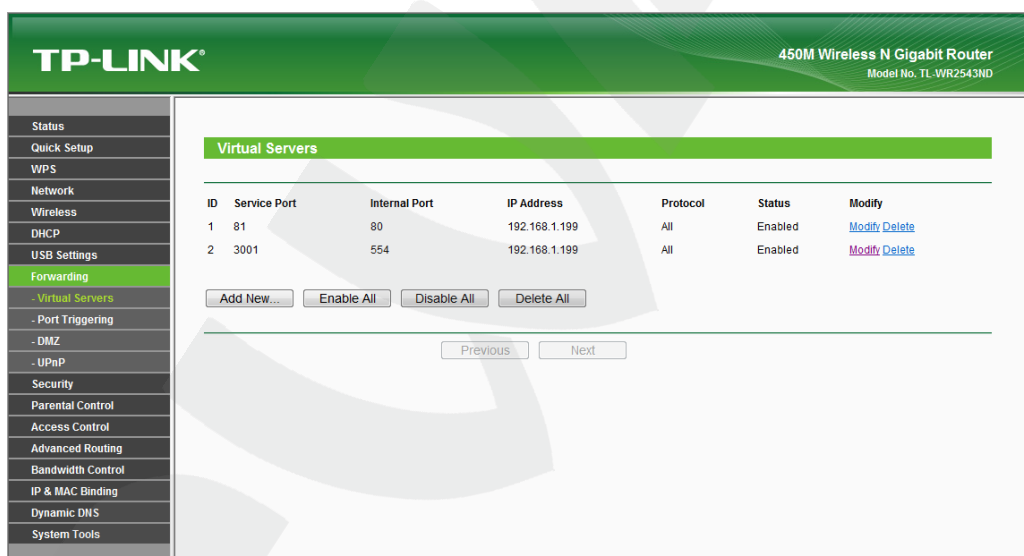 TP-LINK®
450M Wireless N Gigabit Router
Model No. TL-WR2543ND
Status
Quick Setup
WPS
Network
Wireless
DHCP
USB Settings
Forwarding
- Virtual Servers
- Port Triggering
- DMZ
- UPnP
Security
Parental Control
Access Control
Advanced Routing
Bandwidth Control
IP & MAC Binding
Dynamic DNS
System Tools
Virtual Servers
ID Service Port Internal Port IP Address Protocol Status Modify
1 81 80 192.168.1.199 All Enabled Modify Delete
2 3001 554 192.168.1.199 All Enabled Modify Delete
Add New... Enable All Disable All Delete All
Previous Next